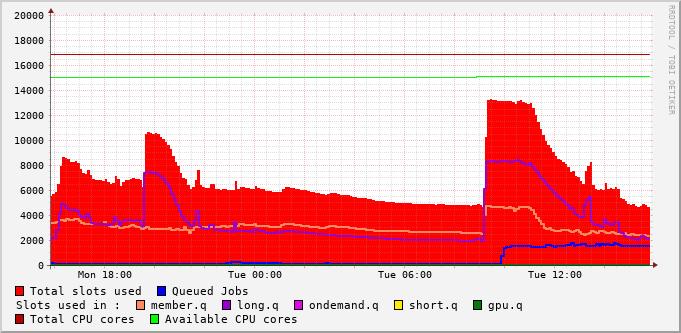 20000
18000
16000
14000
12000
10000
8000
6000
4000
2000
0
Mon 18:00 Tue 00:00 Tue 06:00 Tue 12:00
RRDTOOL / TOBI OETIKER
Total slots used Queued Jobs
Slots used in : member.q long.q ondemand.q short.q gpu.q
Total CPU cores Available CPU cores